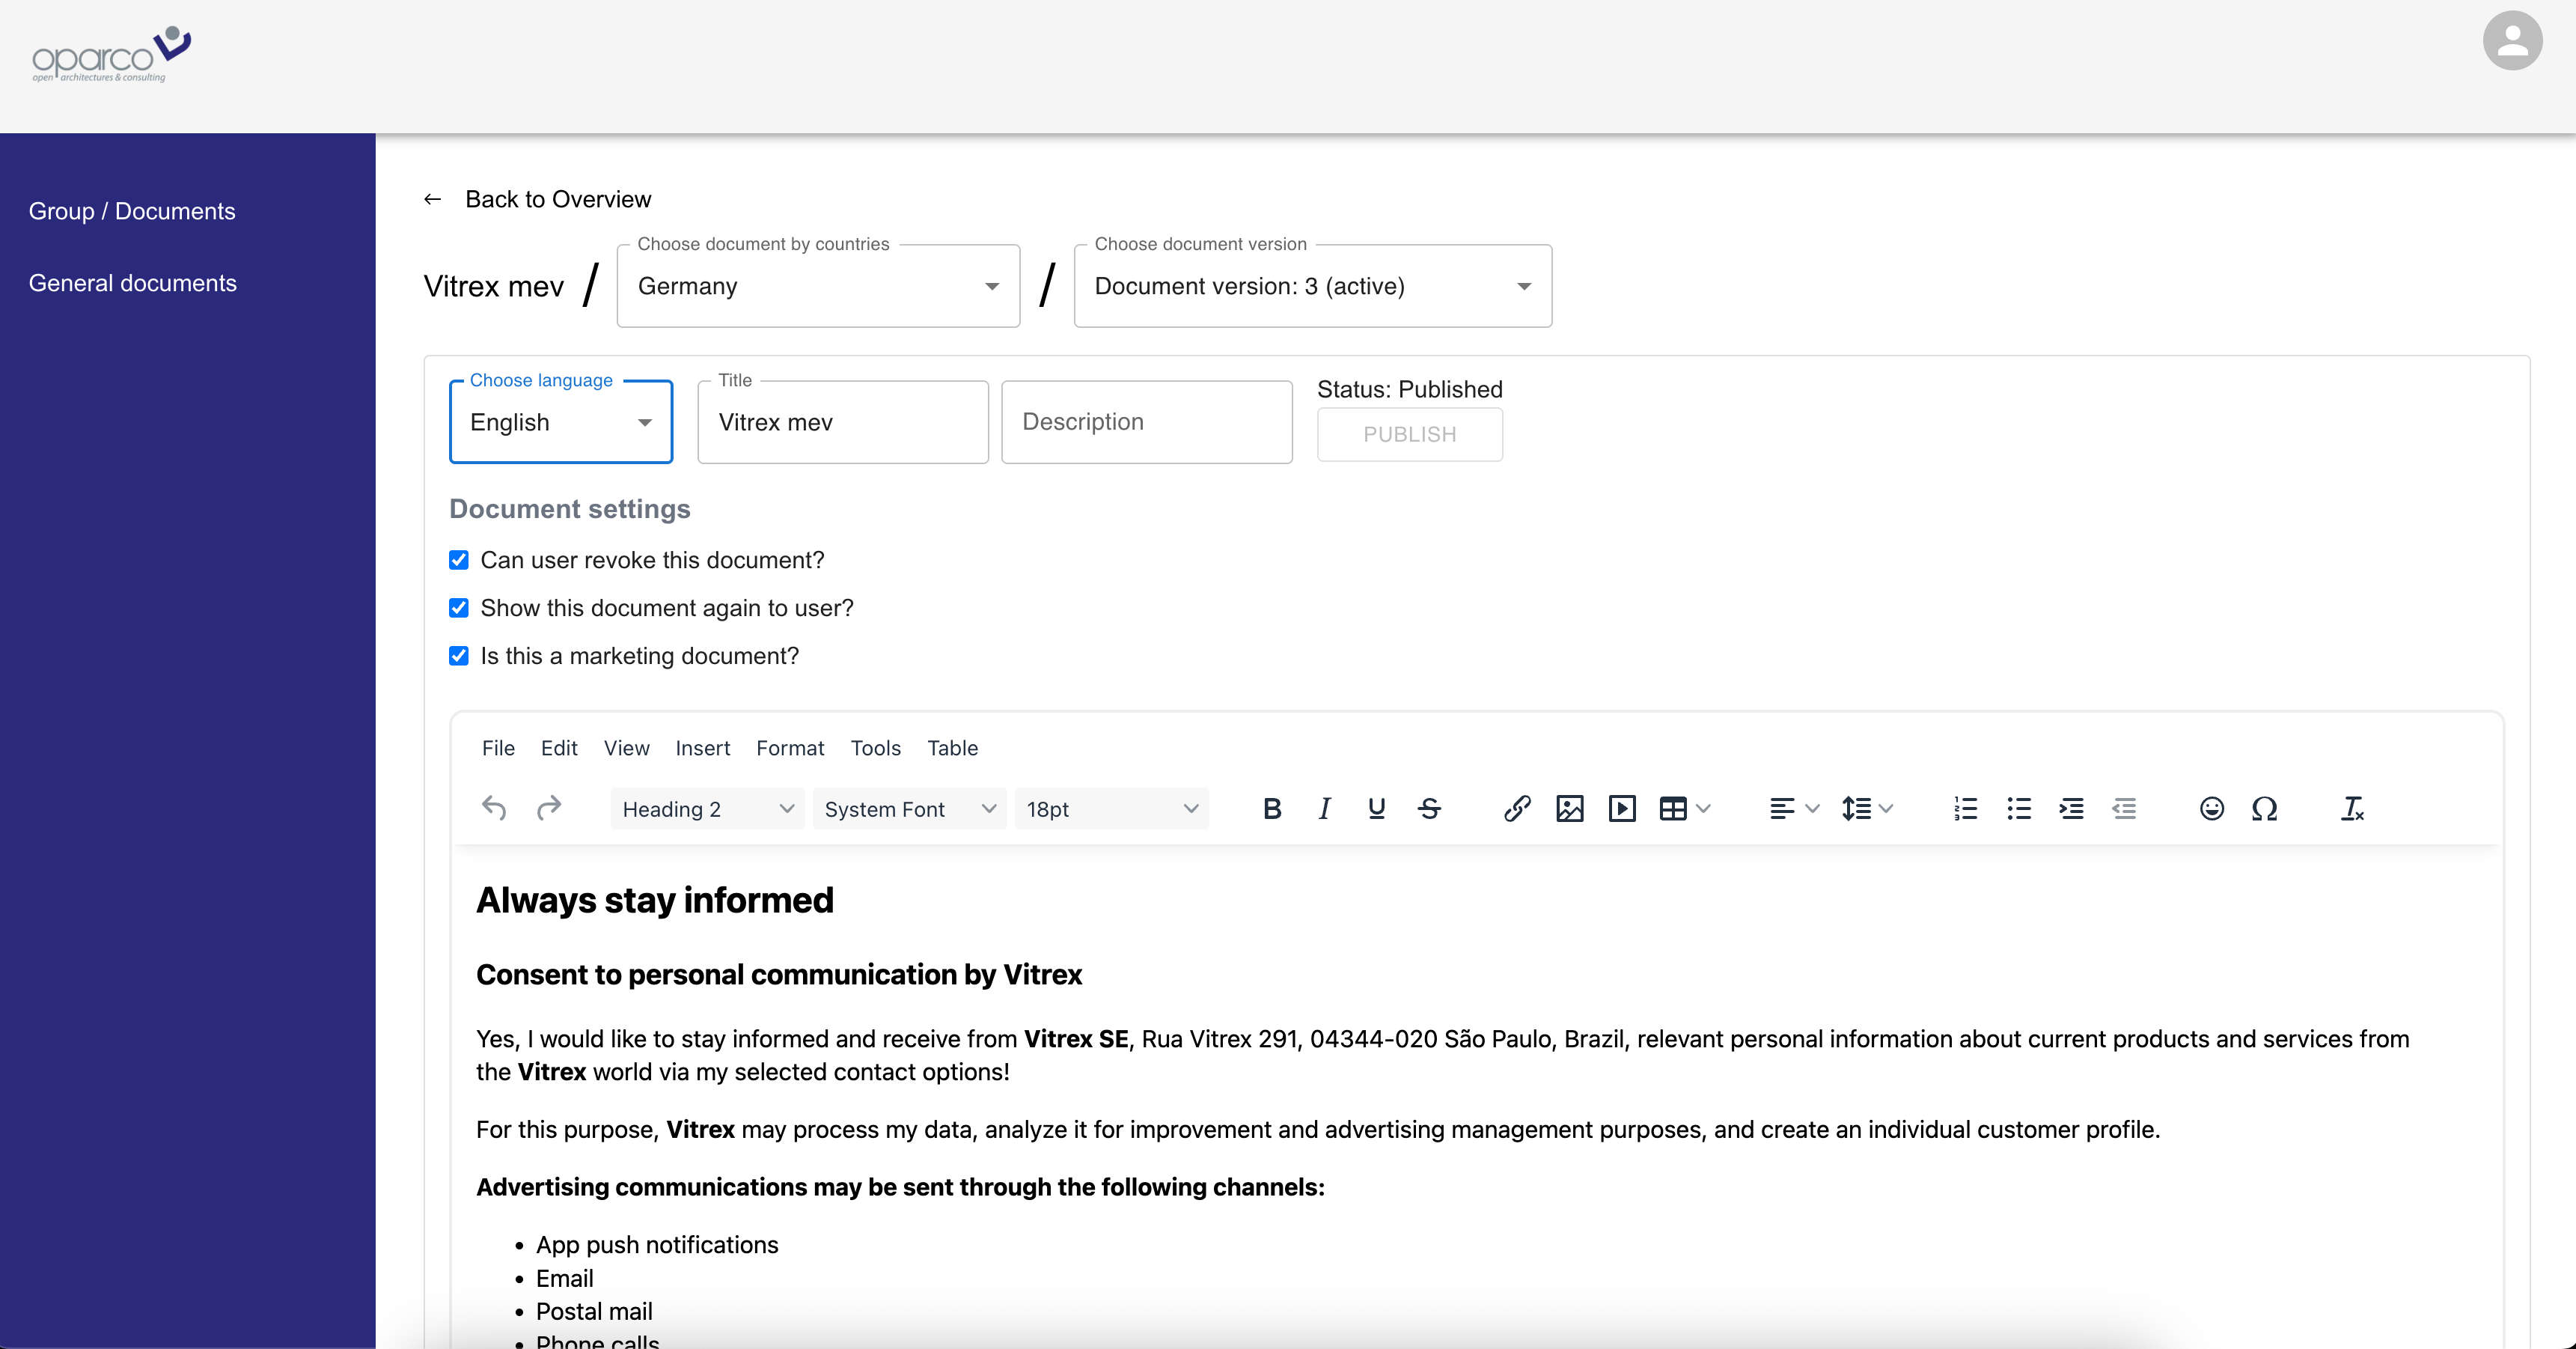 oparco
open architectures & consulting
Group / Documents
General documents
Back to Overview
Vitrex mev / Choose document by countries Germany / Choose document version Document version: 3 (active)
Choose language
English
Title
Vitrex mev
Description
Status: Published
PUBLISH
Document settings
Can user revoke this document?
Show this document again to user?
Is this a marketing document?
File Edit View Insert Format Tools Table
Heading 2 System Font 18pt
Always stay informed
Consent to personal communication by Vitrex
Yes, I would like to stay informed and receive from Vitrex SE, Rua Vitrex 291, 04344-020 São Paulo, Brazil, relevant personal information about current products and services from
the Vitrex world via my selected contact options!
For this purpose, Vitrex may process my data, analyze it for improvement and advertising management purposes, and create an individual customer profile.
Advertising communications may be sent through the following channels:
• App push notifications
• Email
• Postal mail
• Phone calls